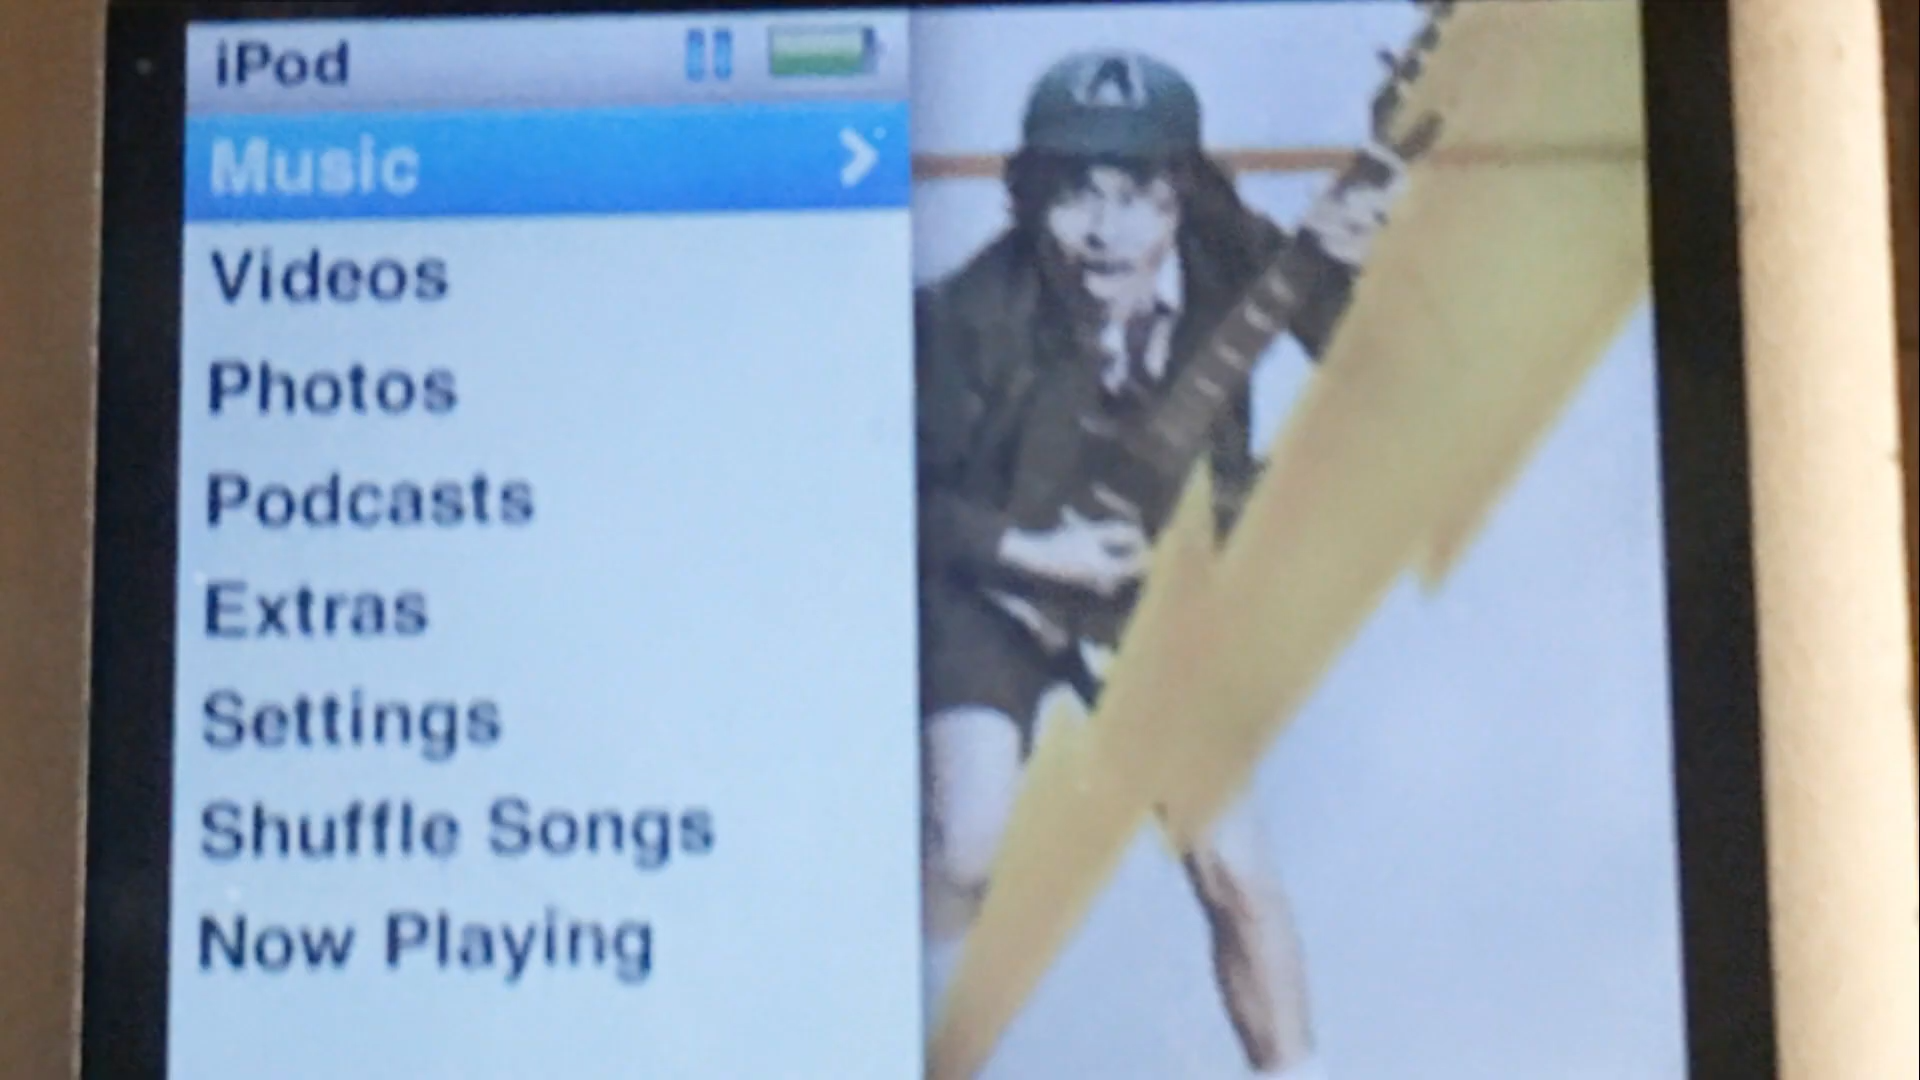 iPod
Music
Videos
Photos
Podcasts
Extras
Settings
Shuffle Songs
Now Playing
A